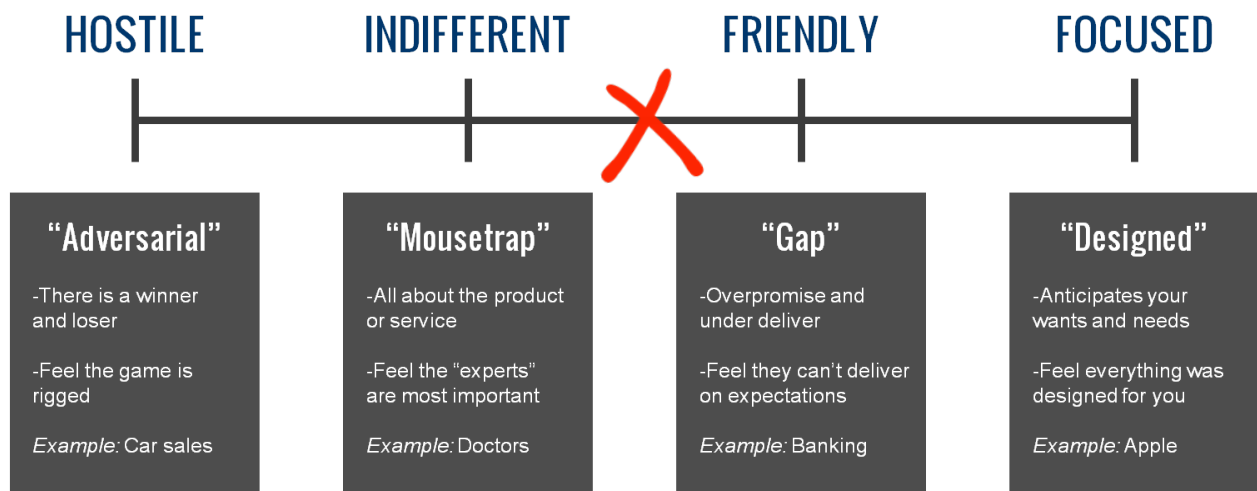 HOSTILE
INDIFFERENT
FRIENDLY
FOCUSED
“Adversarial”
-There is a winner
and loser
-Feel the game is
rigged
Example: Car sales
“Mousetrap”
-All about the product
or service
-Feel the “experts”
are most important
Example: Doctors
“Gap”
-Overpromise and
under deliver
-Feel they can’t deliver
on expectations
Example: Banking
“Designed”
-Anticipates your
wants and needs
-Feel everything was
designed for you
Example: Apple